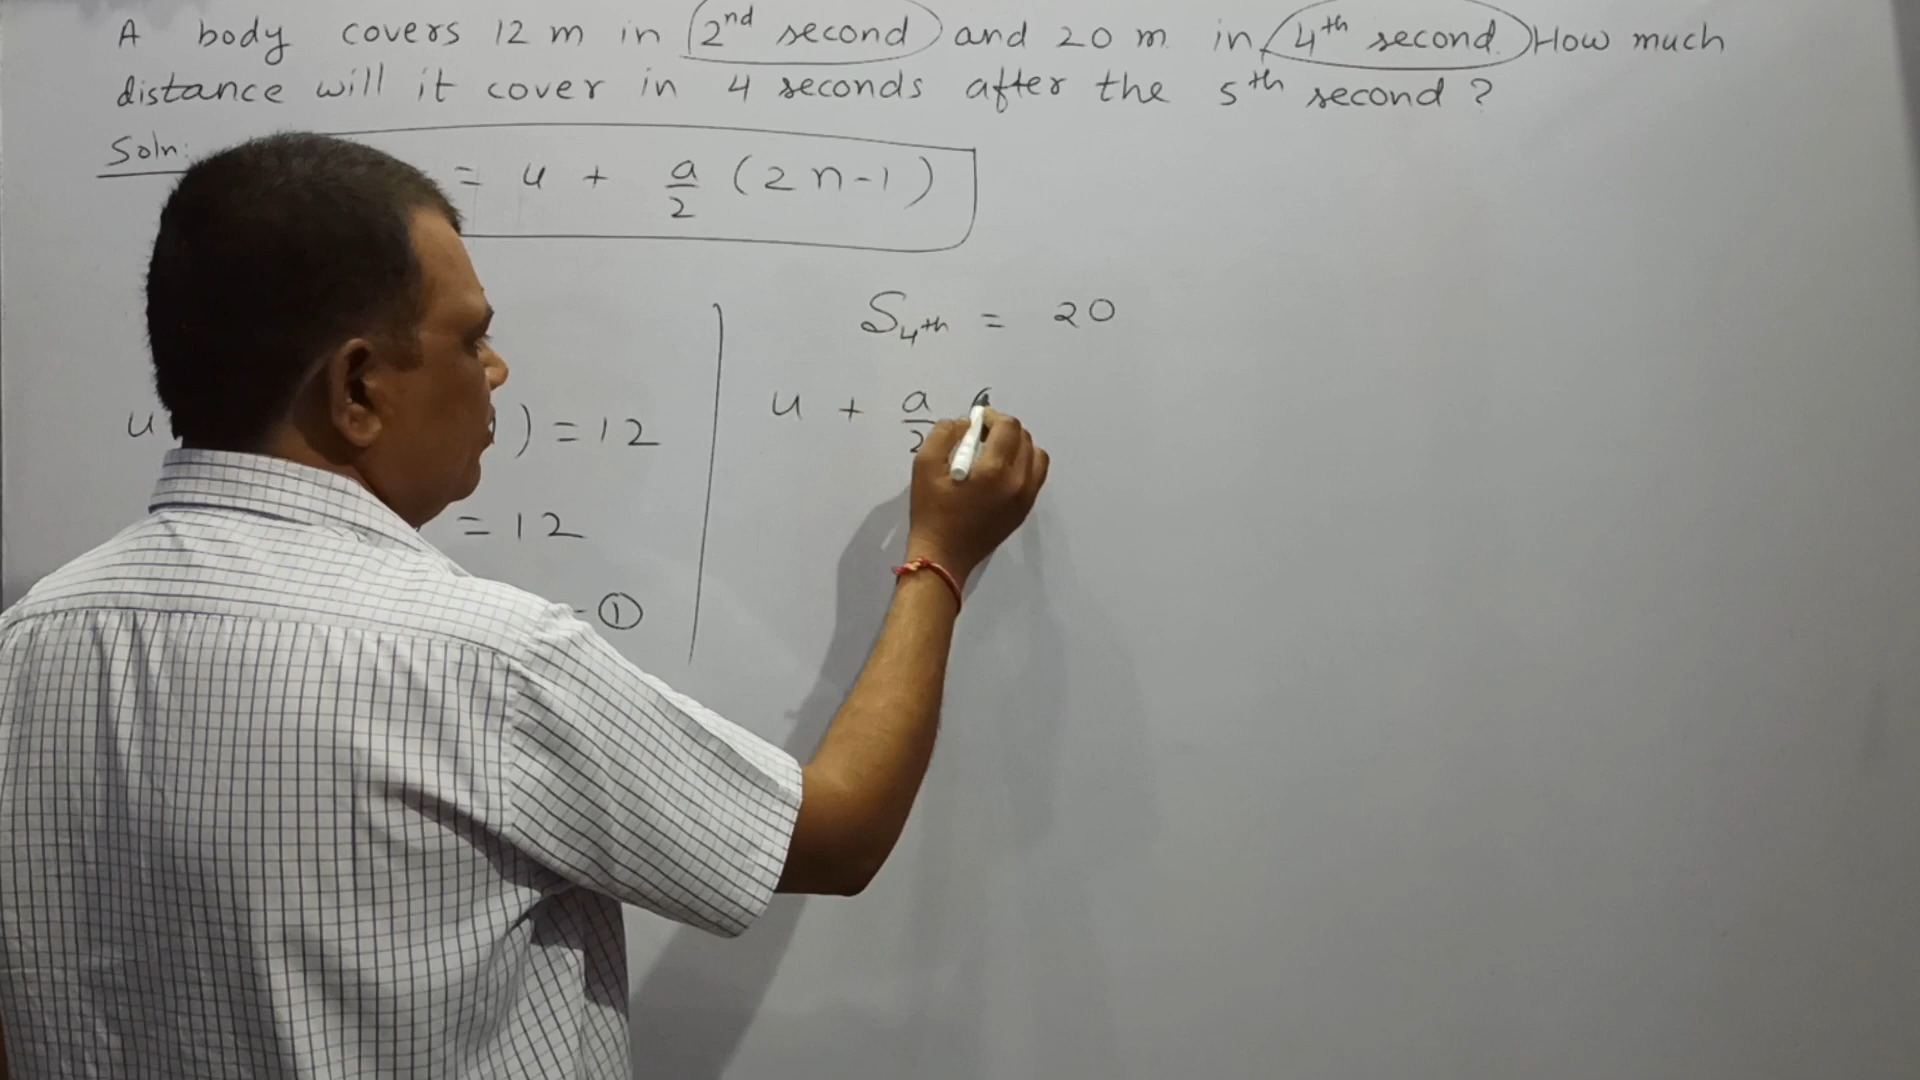 A body covers 12 m in 2nd second and 20 m in 4th second. How much
distance will it cover in 4 seconds after the 5th second ?
Soln:
= u + a/2 (2n-1)
S4th = 20
u ) = 12
u + a/2 (
= 12
- ①